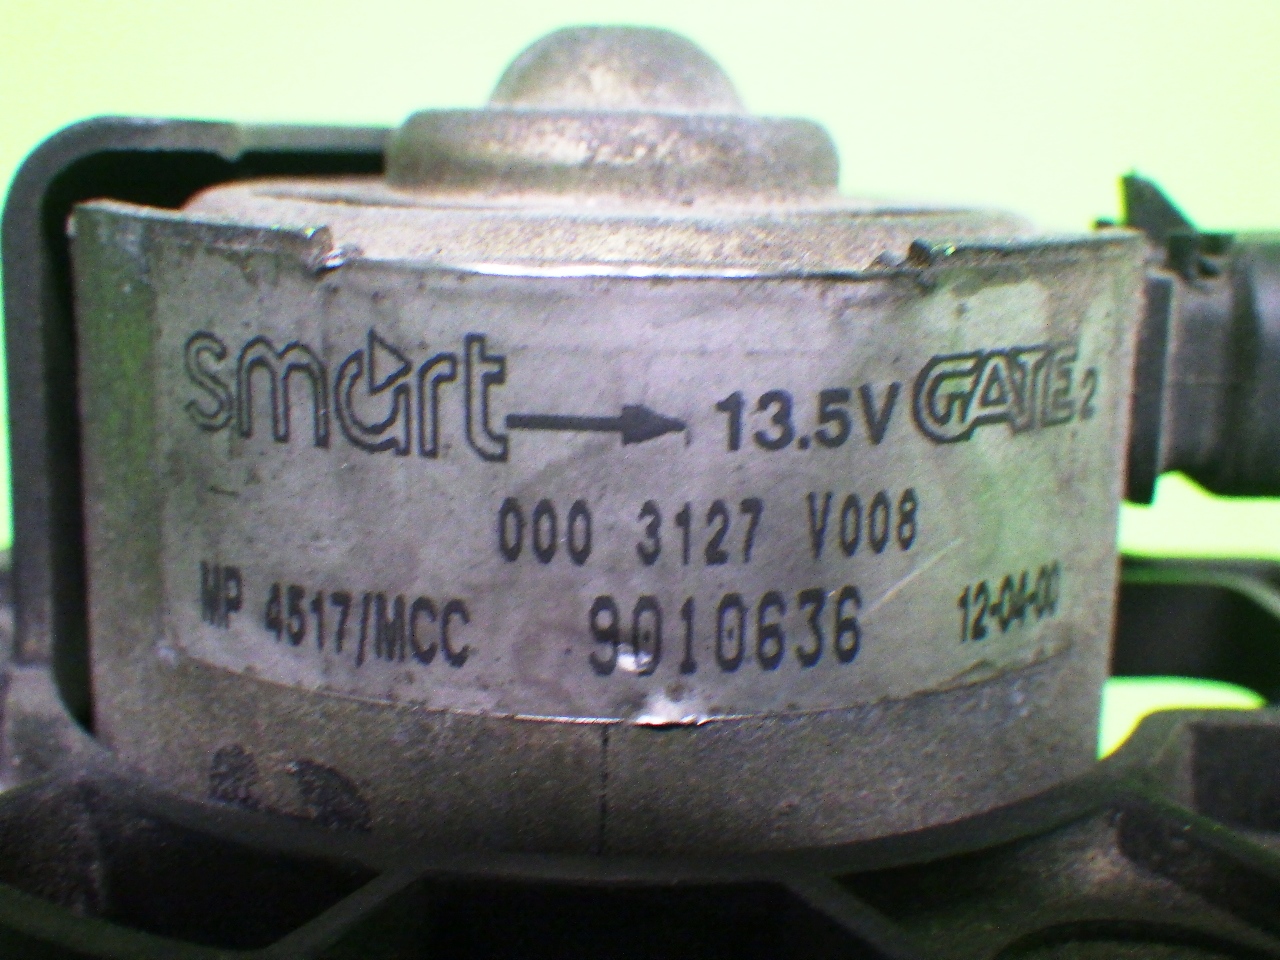 smart 13.5V GATE 2
000 3127 V008
MP 4517/MCC 9010636 12-04-00